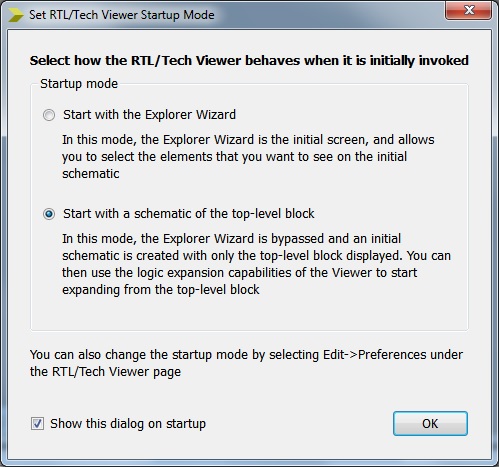 Set RTL/Tech Viewer Startup Mode
Select how the RTL/Tech Viewer behaves when it is initially invoked
Startup mode
Start with the Explorer Wizard
In this mode, the Explorer Wizard is the initial screen, and allows
you to select the elements that you want to see on the initial
schematic
Start with a schematic of the top-level block
In this mode, the Explorer Wizard is bypassed and an initial
schematic is created with only the top-level block displayed. You can
then use the logic expansion capabilities of the Viewer to start
expanding from the top-level block
You can also change the startup mode by selecting Edit->Preferences under
the RTL/Tech Viewer page
Show this dialog on startup
OK